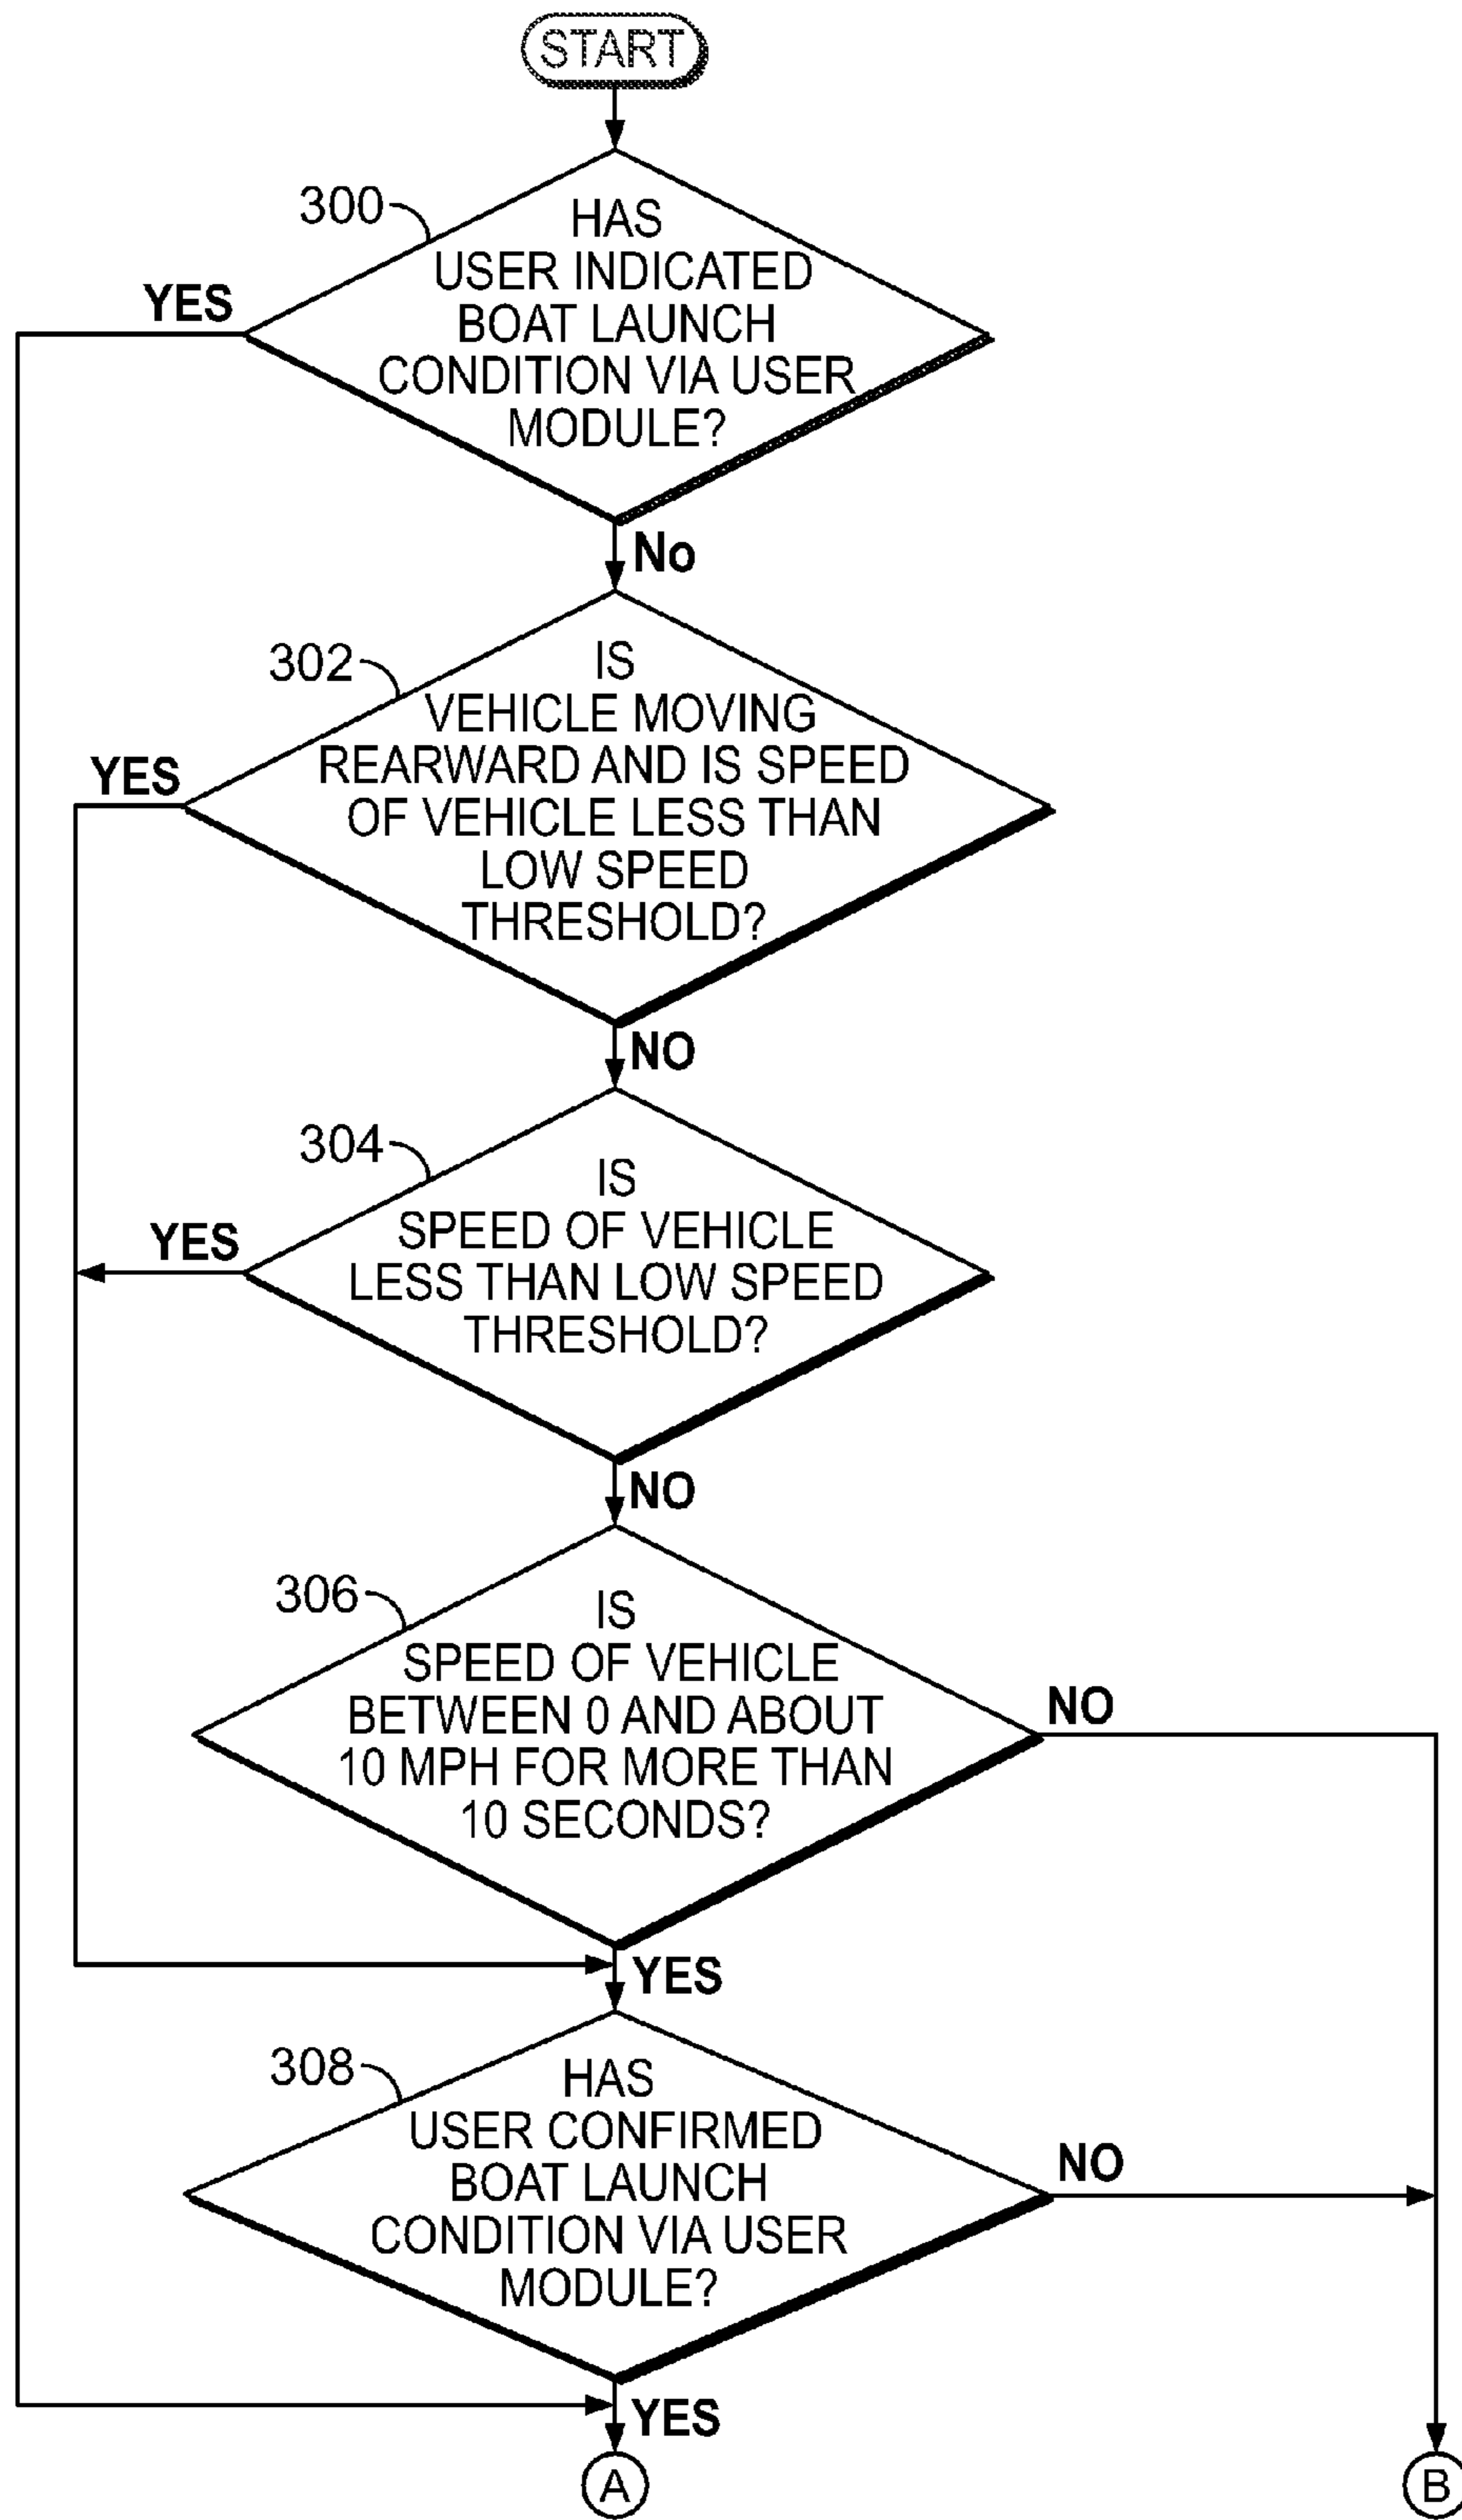 START
300
HAS
USER INDICATED
BOAT LAUNCH
CONDITION VIA USER
MODULE?
YES
No
302
IS
VEHICLE MOVING
REARWARD AND IS SPEED
OF VEHICLE LESS THAN
LOW SPEED
THRESHOLD?
YES
NO
304
IS
SPEED OF VEHICLE
LESS THAN LOW SPEED
THRESHOLD?
YES
NO
306
IS
SPEED OF VEHICLE
BETWEEN 0 AND ABOUT
10 MPH FOR MORE THAN
10 SECONDS?
NO
YES
308
HAS
USER CONFIRMED
BOAT LAUNCH
CONDITION VIA USER
MODULE?
NO
YES
A
B